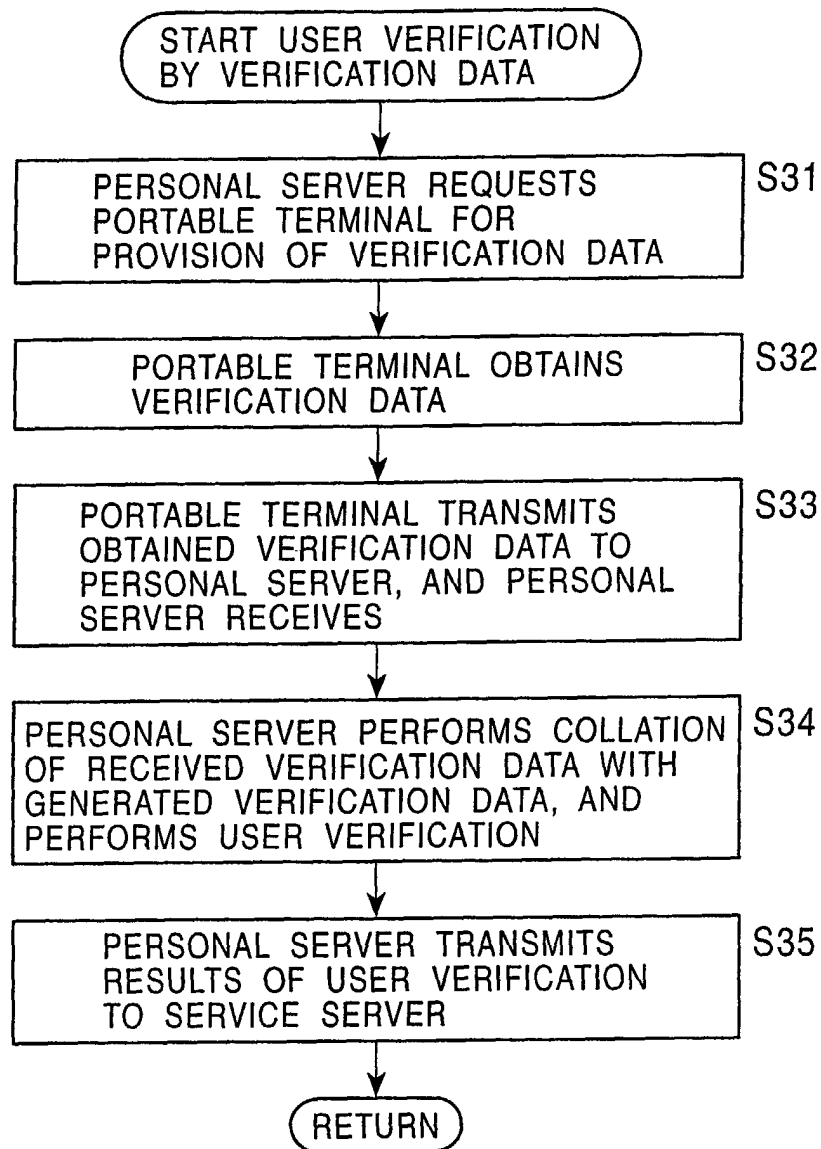 START USER VERIFICATION
BY VERIFICATION DATA
S31
PERSONAL SERVER REQUESTS
PORTABLE TERMINAL FOR
PROVISION OF VERIFICATION DATA
S32
PORTABLE TERMINAL OBTAINS
VERIFICATION DATA
S33
PORTABLE TERMINAL TRANSMITS
OBTAINED VERIFICATION DATA TO
PERSONAL SERVER, AND PERSONAL
SERVER RECEIVES
S34
PERSONAL SERVER PERFORMS COLLATION
OF RECEIVED VERIFICATION DATA WITH
GENERATED VERIFICATION DATA, AND
PERFORMS USER VERIFICATION
S35
PERSONAL SERVER TRANSMITS
RESULTS OF USER VERIFICATION
TO SERVICE SERVER
RETURN